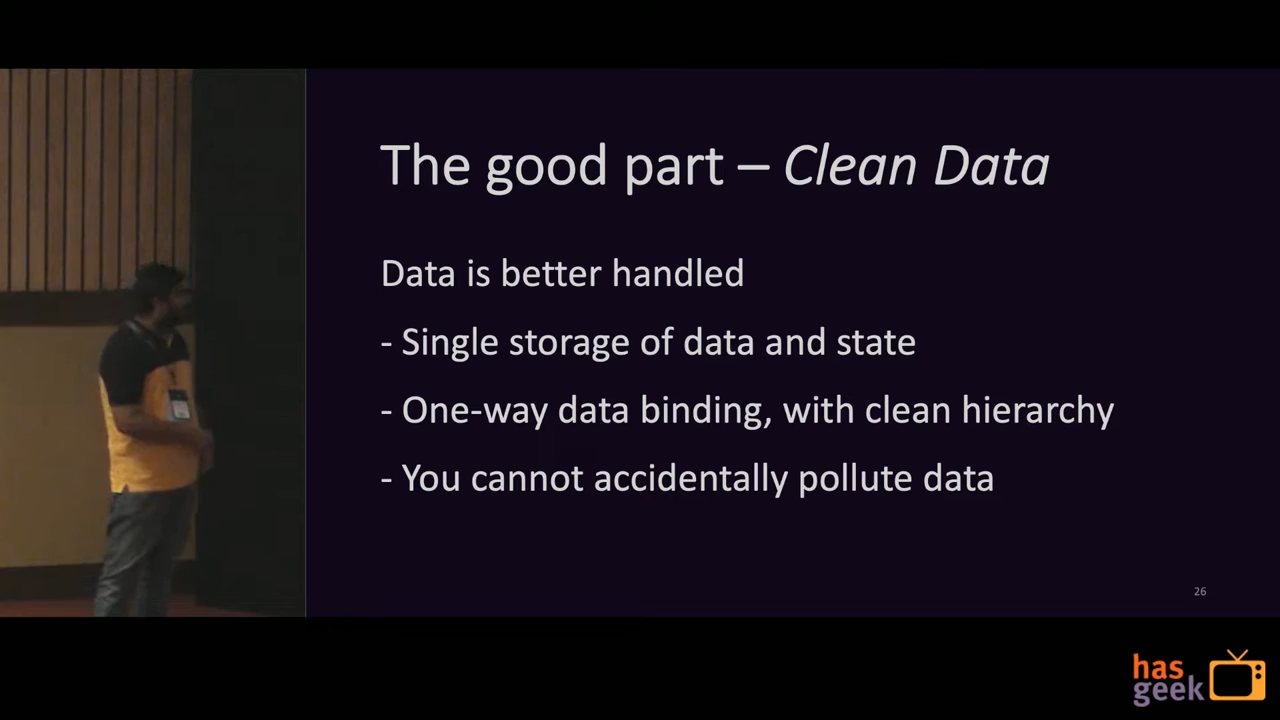 The good part – Clean Data
Data is better handled
- Single storage of data and state
- One-way data binding, with clean hierarchy
- You cannot accidentally pollute data
26
has
geek